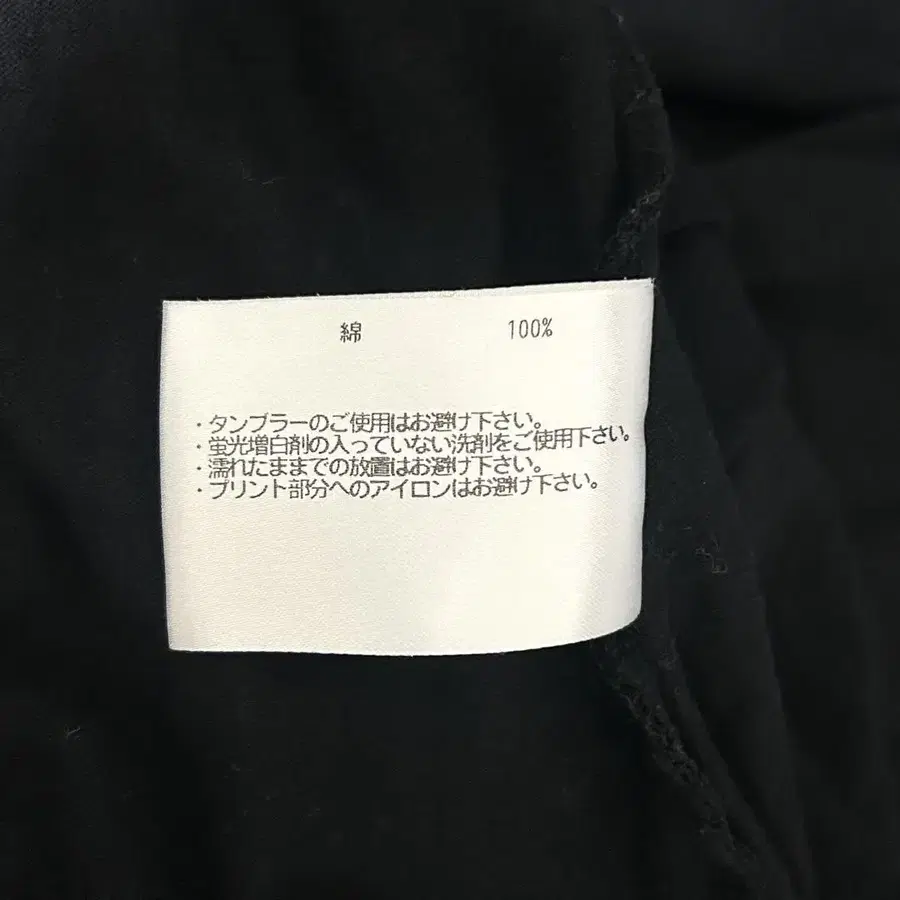 綿 100%
・タンブラーのご使用はお避け下さい。
・蛍光増白剤の入っていない洗剤をご使用下さい。
・濡れたままでの放置はお避け下さい。
・プリント部分へのアイロンはお避け下さい。